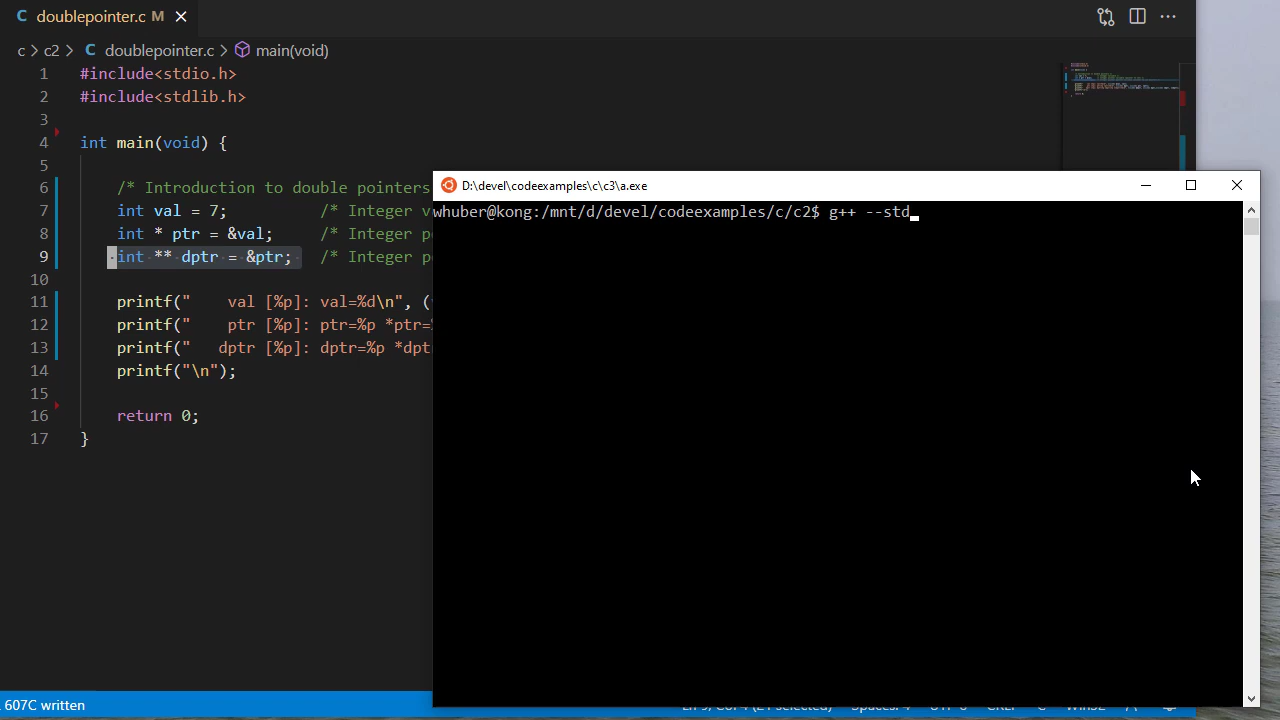 C doublepointer.c M
c > c2 > C doublepointer.c > main(void)
1 #include<stdio.h>
2 #include<stdlib.h>
3
4 int main(void) {
5
6 /* Introduction to double pointers
7 int val = 7; /* Integer v
8 int * ptr = &val; /* Integer p
9 int ** dptr = &ptr; /* Integer p
10
11 printf("    val [%p]: val=%d\n", (
12 printf("    ptr [%p]: ptr=%p *ptr=
13 printf("   dptr [%p]: dptr=%p *dpt
14 printf("\n");
15
16 return 0;
17 }
D:\devel\codeexamples\c\c3\a.exe
whuber@kong:/mnt/d/devel/codeexamples/c/c2$ g++ --std
607C written